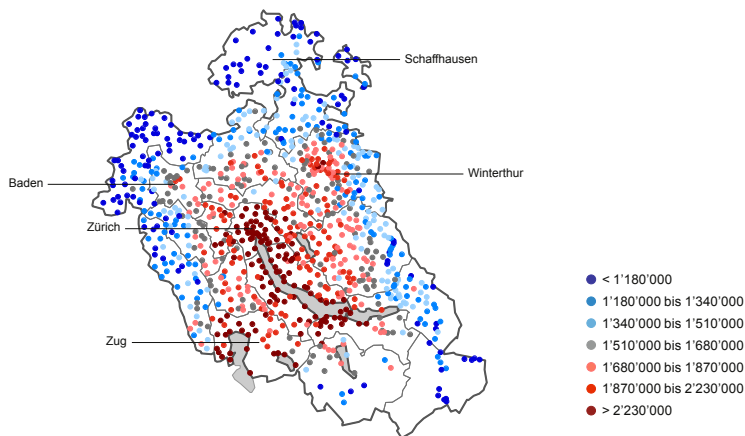 Schaffhausen
Winterthur
Baden
Zürich
Zug
< 1'180'000
1'180'000 bis 1'340'000
1'340'000 bis 1'510'000
1'510'000 bis 1'680'000
1'680'000 bis 1'870'000
1'870'000 bis 2'230'000
> 2'230'000